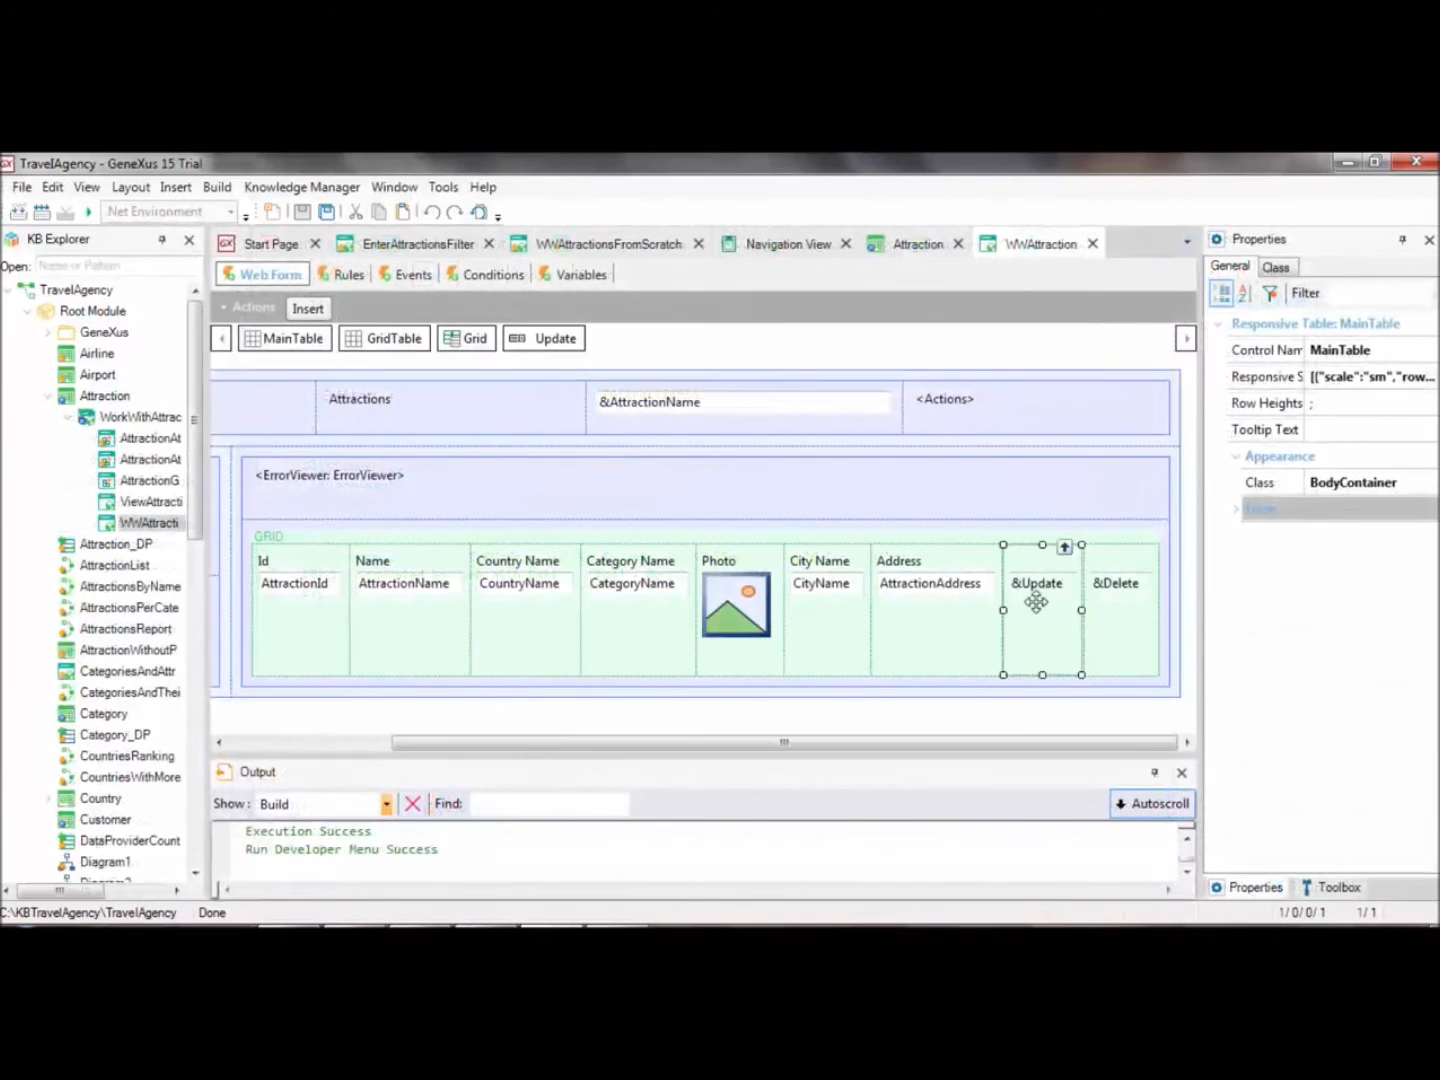 TravelAgency - GeneXus 15 Trial
File Edit View Layout Insert Build Knowledge Manager Window Tools Help
Net Environment
KB Explorer
Start Page EnterAttractionsFilter WWAttractionsFromScratch Navigation View Attraction WWAttraction
Properties
Open: Name or Pattern
Web Form Rules Events Conditions Variables
General Class
TravelAgency
Root Module
GeneXus
Airline
Airport
Attraction
WorkWithAttrac
AttractionAt
AttractionAt
AttractionG
ViewAttracti
WWAttracti
Attraction_DP
AttractionList
AttractionsByName
AttractionsPerCate
AttractionsReport
AttractionWithoutP
CategoriesAndAttr
CategoriesAndThei
Category
Category_DP
CountriesRanking
CountriesWithMore
Country
Customer
DataProviderCount
Diagram1
Actions Insert
MainTable GridTable Grid Update
Attractions &AttractionName <Actions>
<ErrorViewer: ErrorViewer>
GRID
Id Name Country Name Category Name Photo City Name Address
AttractionId AttractionName CountryName CategoryName CityName AttractionAddress &Update &Delete
Filter
Responsive Table: MainTable
Control Nam MainTable
Responsive S [{"scale":"sm","row...
Row Heights ;
Tooltip Text
Appearance
Class BodyContainer
Output
Show: Build Find: Autoscroll
Execution Success
Run Developer Menu Success
Properties Toolbox
C:\KBTravelAgency\TravelAgency Done 1/0/0/1 1/1